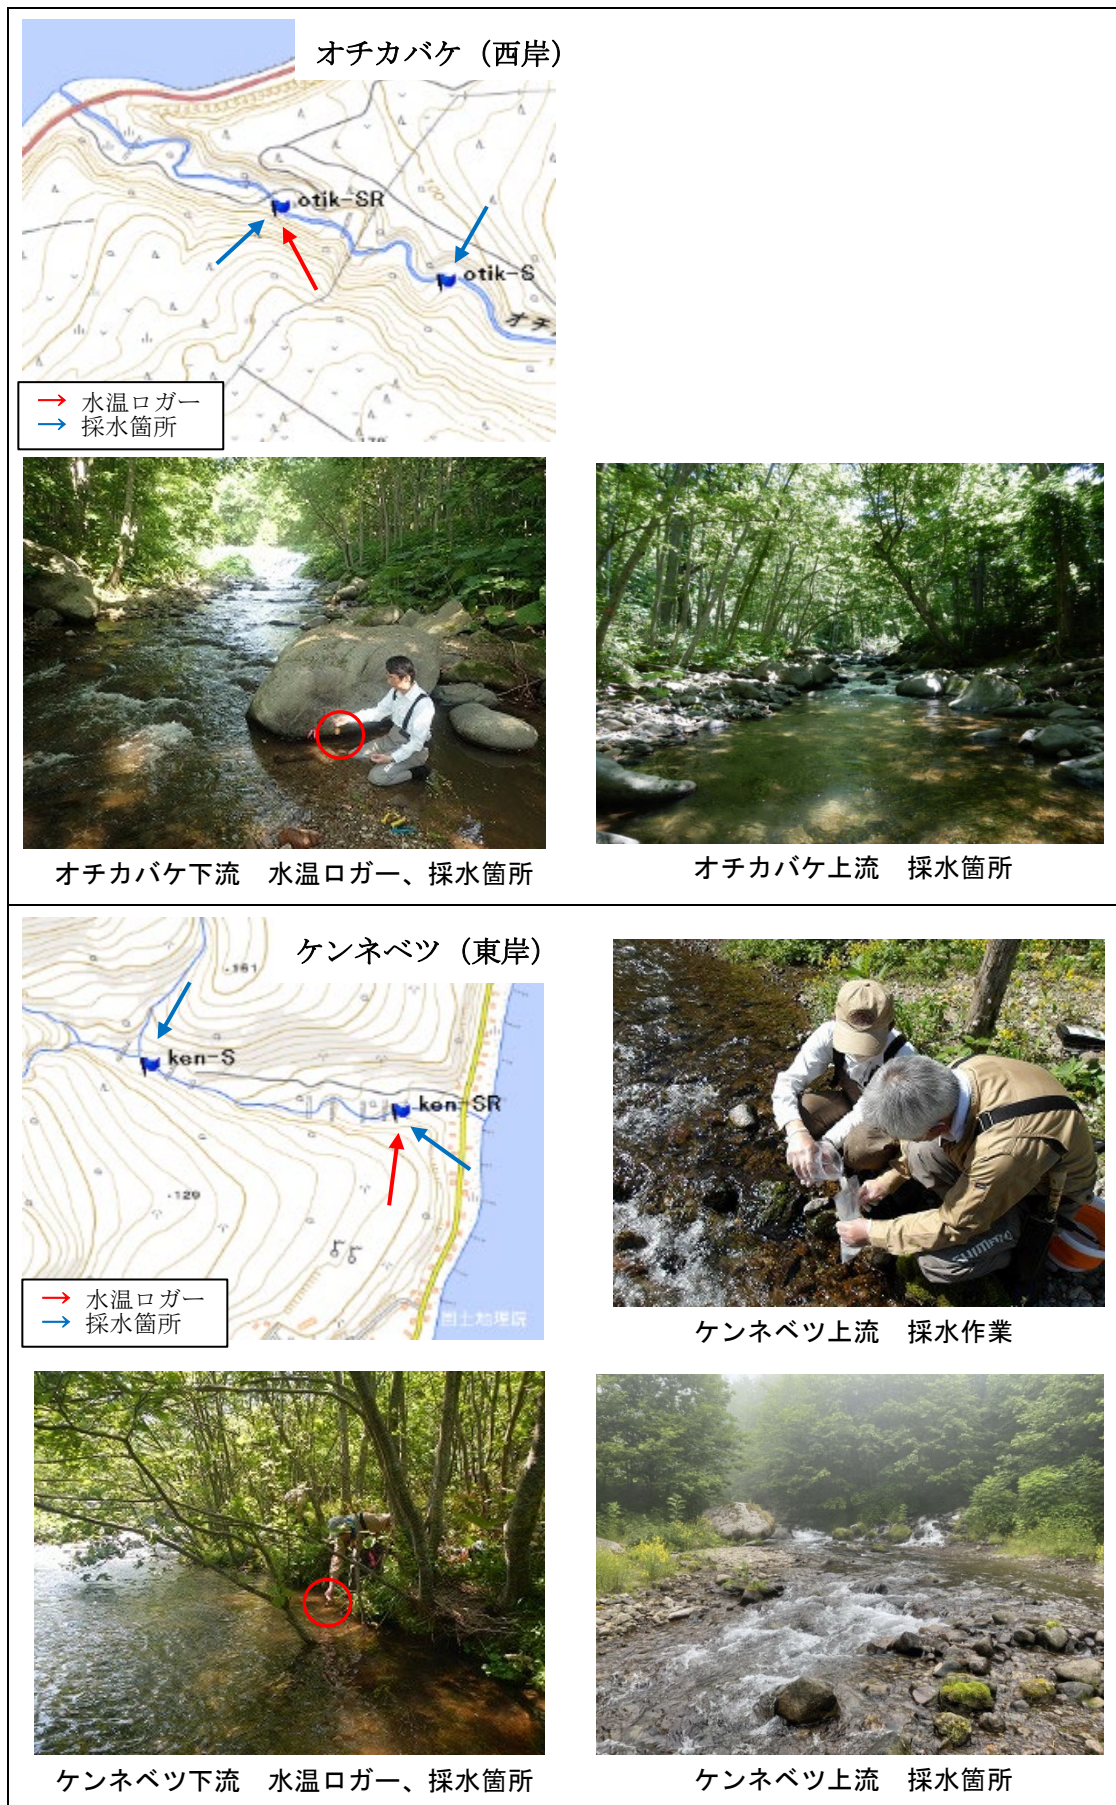 オチカバケ（西岸）
otik-SR
otik-S
オチ
100
水温ロガー
採水箇所
オチカバケ下流　水温ロガー、採水箇所
オチカバケ上流　採水箇所
ケンネベツ（東岸）
161
ken-S
ken-SR
129
国土地理院
水温ロガー
採水箇所
SHIMANO
ケンネベツ上流　採水作業
ケンネベツ下流　水温ロガー、採水箇所
ケンネベツ上流　採水箇所